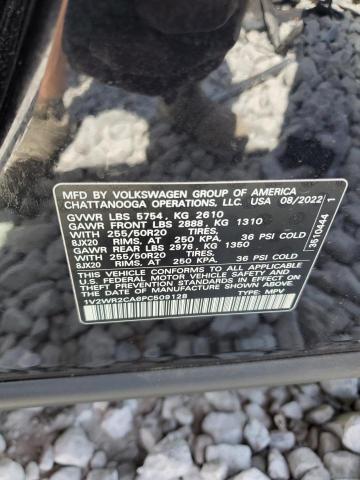 MFD BY VOLKSWAGEN GROUP OF AMERICA
CHATTANOOGA OPERATIONS, LLC. USA 08/2022
GVWR LBS 5754, KG 2610
GAWR FRONT LBS 2888, KG 1310
WITH 255/50R20 TIRES,
8JX20 RIMS. AT 250 KPA, 36 PSI COLD
GAWR REAR LBS 2976, KG 1350
WITH 255/50R20 TIRES,
8JX20 RIMS. AT 250 KPA, 36 PSI COLD
THIS VEHICLE CONFORMS TO ALL APPLICABLE
U.S. FEDERAL MOTOR VEHICLE SAFETY STANDARDS
IN EFFECT ON THE DATE OF MANUFACTURE SHOWN ABOVE.
1V2WR2CA6PC509128 TYPE: MPV
3510444 1